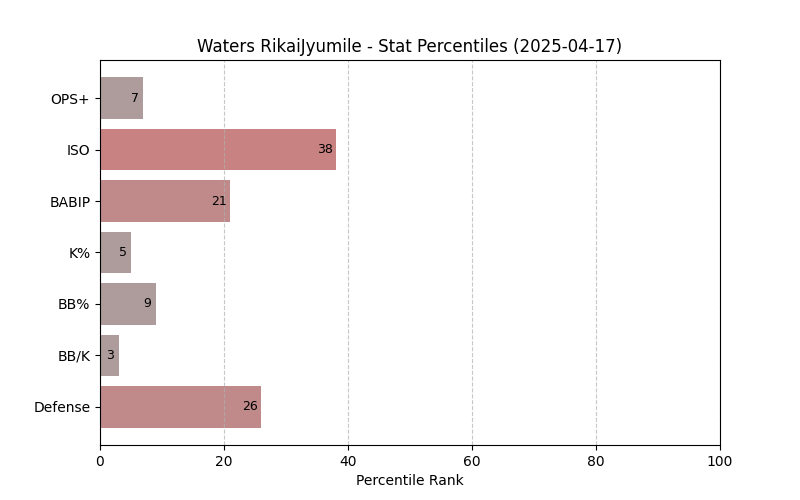 Waters RikaiJyumile - Stat Percentiles (2025-04-17)
OPS+ 7
ISO 38
BABIP 21
K% 5
BB% 9
BB/K 3
Defense 26
0 20 40 60 80 100
Percentile Rank